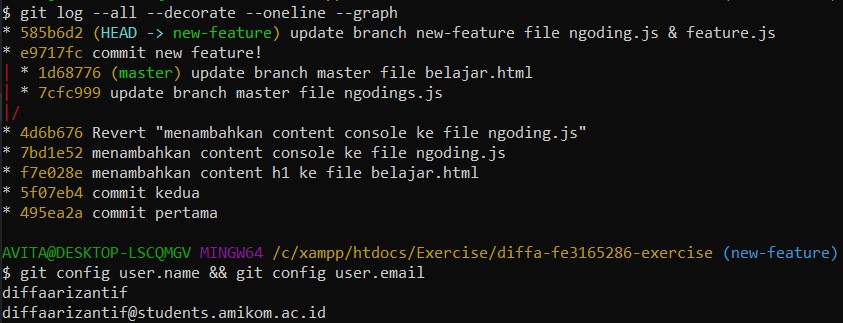 $ git log --all --decorate --oneline --graph
* 585b6d2 (HEAD -> new-feature) update branch new-feature file ngoding.js & feature.js
* e9717fc commit new feature!
| * 1d68776 (master) update branch master file belajar.html
| * 7cfc999 update branch master file ngodings.js
|/
* 4d6b676 Revert "menambahkan content console ke file ngoding.js"
* 7bd1e52 menambahkan content console ke file ngoding.js
* f7e028e menambahkan content h1 ke file belajar.html
* 5f07eb4 commit kedua
* 495ea2a commit pertama
AVITA@DESKTOP-LSCQMGV MINGW64 /c/xampp/htdocs/Exercise/diffa-fe3165286-exercise (new-feature)
$ git config user.name && git config user.email
diffaarizantif
diffaarizantif@students.amikom.ac.id